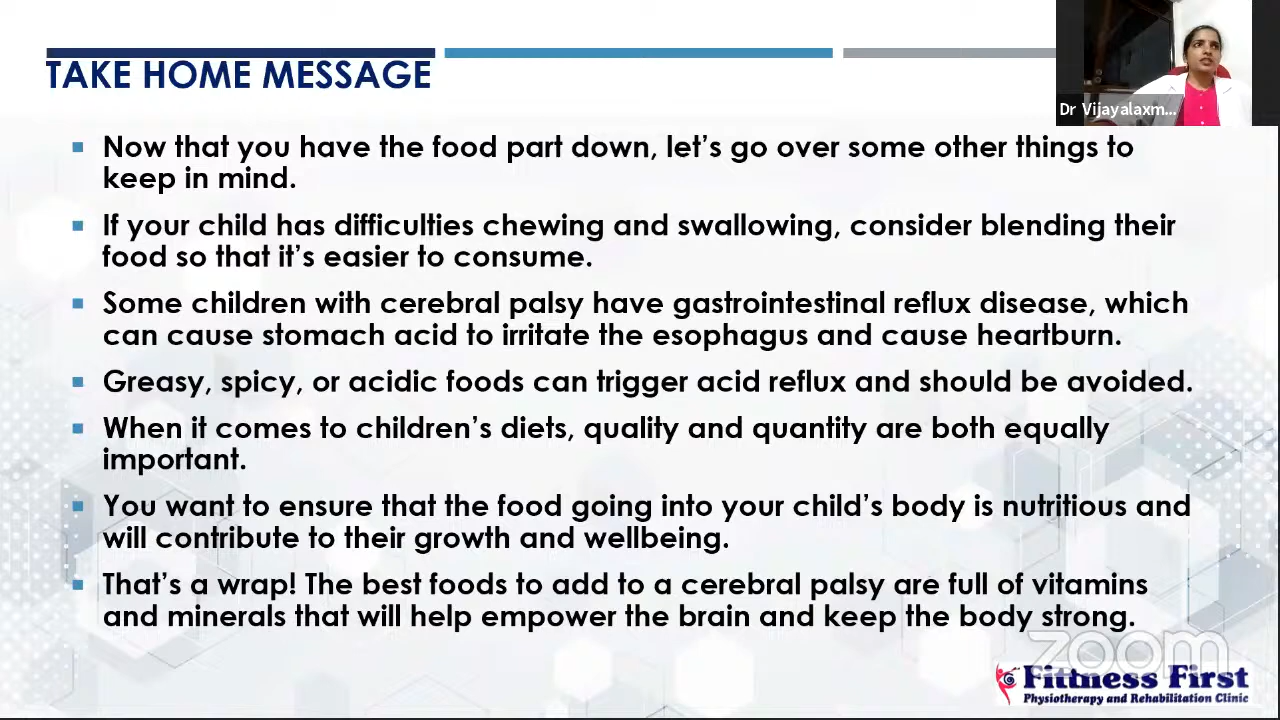 TAKE HOME MESSAGE
Dr Vijayalaxm...
Now that you have the food part down, let's go over some other things to
keep in mind.
If your child has difficulties chewing and swallowing, consider blending their
food so that it's easier to consume.
Some children with cerebral palsy have gastrointestinal reflux disease, which
can cause stomach acid to irritate the esophagus and cause heartburn.
Greasy, spicy, or acidic foods can trigger acid reflux and should be avoided.
When it comes to children's diets, quality and quantity are both equally
important.
You want to ensure that the food going into your child's body is nutritious and
will contribute to their growth and wellbeing.
That's a wrap! The best foods to add to a cerebral palsy are full of vitamins
and minerals that will help empower the brain and keep the body strong.
zoom
Fittness First
Physiotherapy and Rehabilitation Clinic